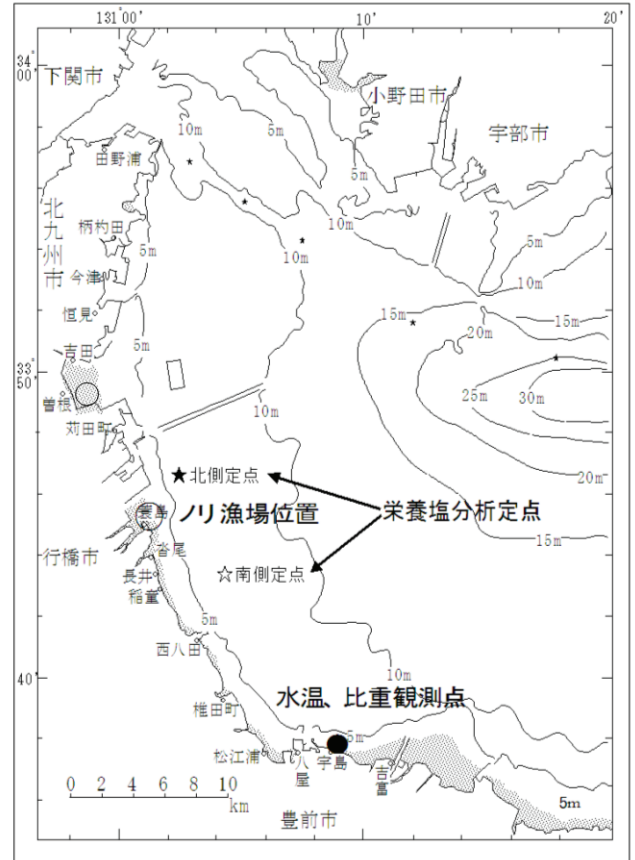 131°00′
10′
20′
34°
00′
下関市
小野田市
宇部市
10m
5m
5m
田野浦
北九州市
10m
柄杓田
5m
5m
10m
10m
今津
15m
15m
恒見
20m
吉田
5m
33°
50′
25m
30m
曽根
10m
苅田町
20m
★北側定点
ノリ漁場位置
栄養塩分析定点
蓑島
15m
行橋市
沓尾
長井
☆南側定点
稲童
5m
西八田
40′
10m
水温、比重観測点
椎田町
5m
松江浦
八屋
宇島
吉富
0 2 4 6 8 10
km
5m
豊前市